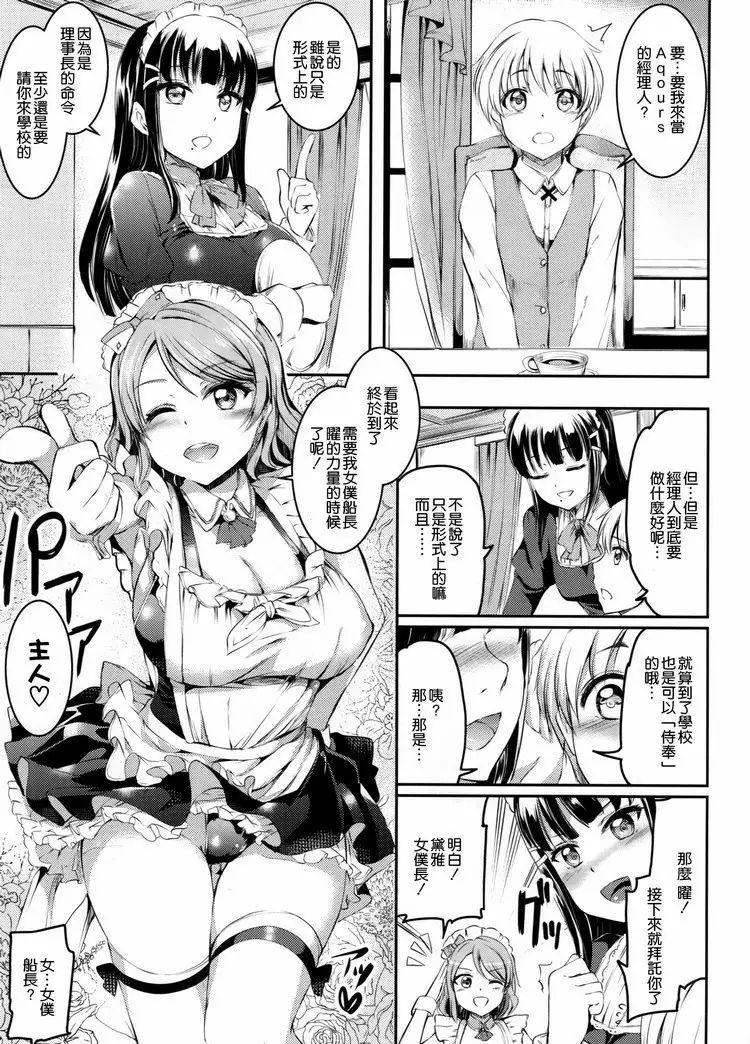 要…要我來當
Aqours
的經理人?
是的
雖說只是
形式上的
因為是
理事長的命令
至少還是要
請你來學校的
但…但是
經理人到底要
做什麼好呢…
不是說了
只是形式上的嘛
而且……
就算到了學校
也是可以「侍奉」
的哦…
咦?
那…那是…
那麼 曜!
接下來就拜託你了
明白!
黛雅
女僕長!
看起來
終於到了
需要我女僕船長
曜的力量的時候
了呢!
主人♡
女…女僕
船長?